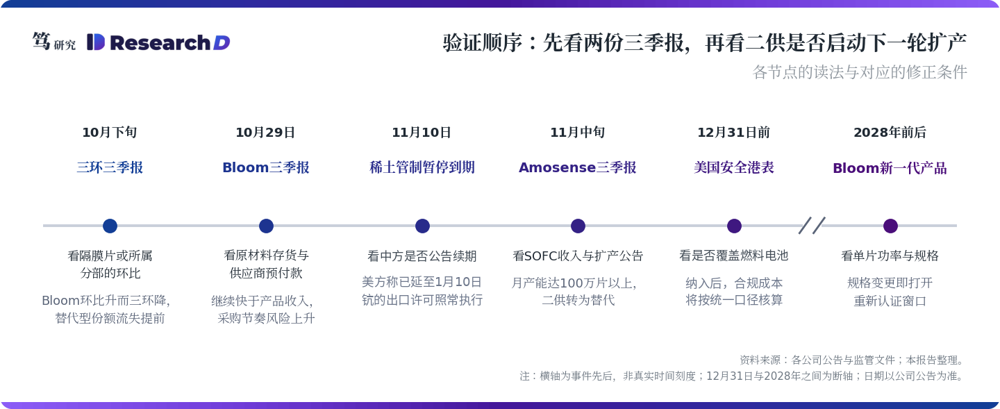 笃 研究 ResearchD
验证顺序：先看两份三季报，再看二供是否启动下一轮扩产
各节点的读法与对应的修正条件
10月下旬
三环三季报
看隔膜片或所属
分部的环比
Bloom环比升而三环降，
替代型份额流失提前
10月29日
Bloom三季报
看原材料存货与
供应商预付款
继续快于产品收入，
采购节奏风险上升
11月10日
稀土管制暂停到期
看中方是否公告续期
美方称已延至1月10日
钪的出口许可照常执行
11月中旬
Amosense三季报
看SOFC收入与扩产公告
月产能达100万片以上，
二供转为替代
12月31日前
美国安全港表
看是否覆盖燃料电池
纳入后，合规成本
将按统一口径核算
2028年前后
Bloom新一代产品
看单片功率与规格
规格变更即打开
重新认证窗口
资料来源：各公司公告与监管文件；本报告整理。
注：横轴为事件先后，非真实时间刻度；12月31日与2028年之间为断轴；日期以公司公告为准。